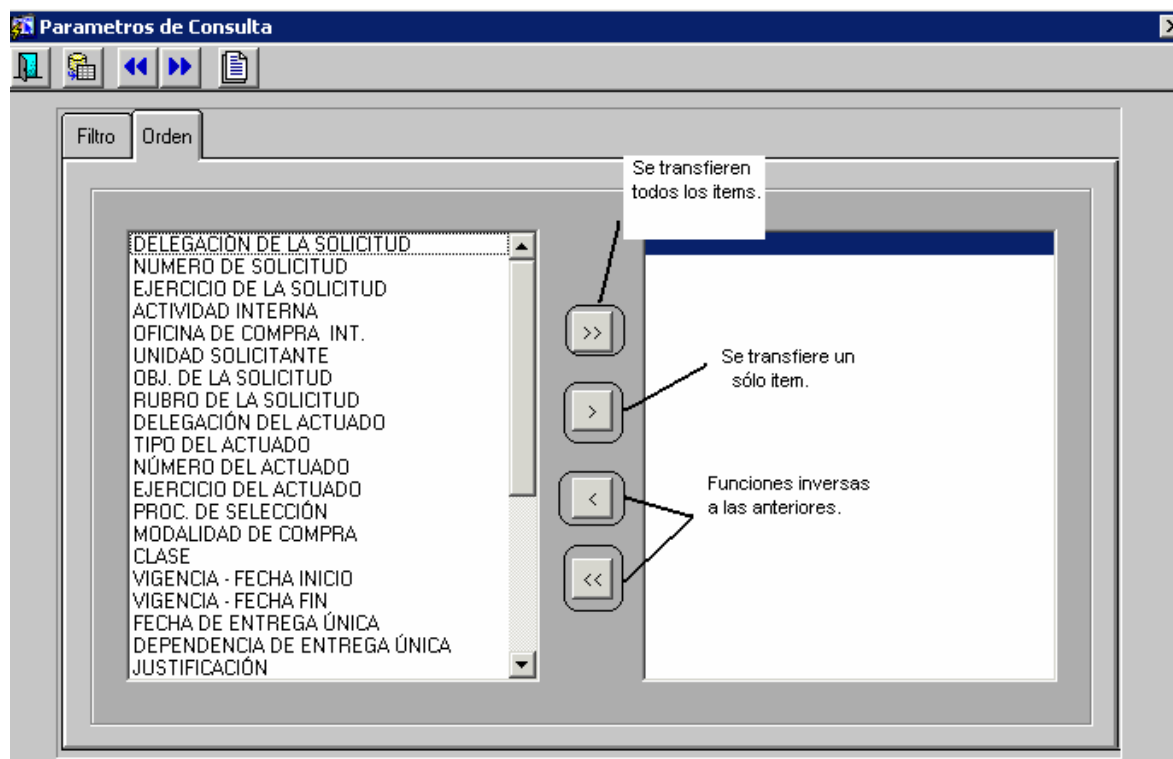 Parametros de Consulta
Filtro
Orden
Se transfieren
todos los items.
DELEGACIÒN DE LA SOLICITUD
NUMERO DE SOLICITUD
EJERCICIO DE LA SOLICITUD
ACTIVIDAD INTERNA
OFICINA DE COMPRA INT.
UNIDAD SOLICITANTE
OBJ. DE LA SOLICITUD
RUBRO DE LA SOLICITUD
DELEGACIÓN DEL ACTUADO
TIPO DEL ACTUADO
NÚMERO DEL ACTUADO
EJERCICIO DEL ACTUADO
PROC. DE SELECCIÓN
MODALIDAD DE COMPRA
CLASE
VIGENCIA - FECHA INICIO
VIGENCIA - FECHA FIN
FECHA DE ENTREGA ÚNICA
DEPENDENCIA DE ENTREGA ÚNICA
JUSTIFICACIÓN
>>
>
<
<<
Se transfiere un
sólo item.
Funciones inversas
a las anteriores.